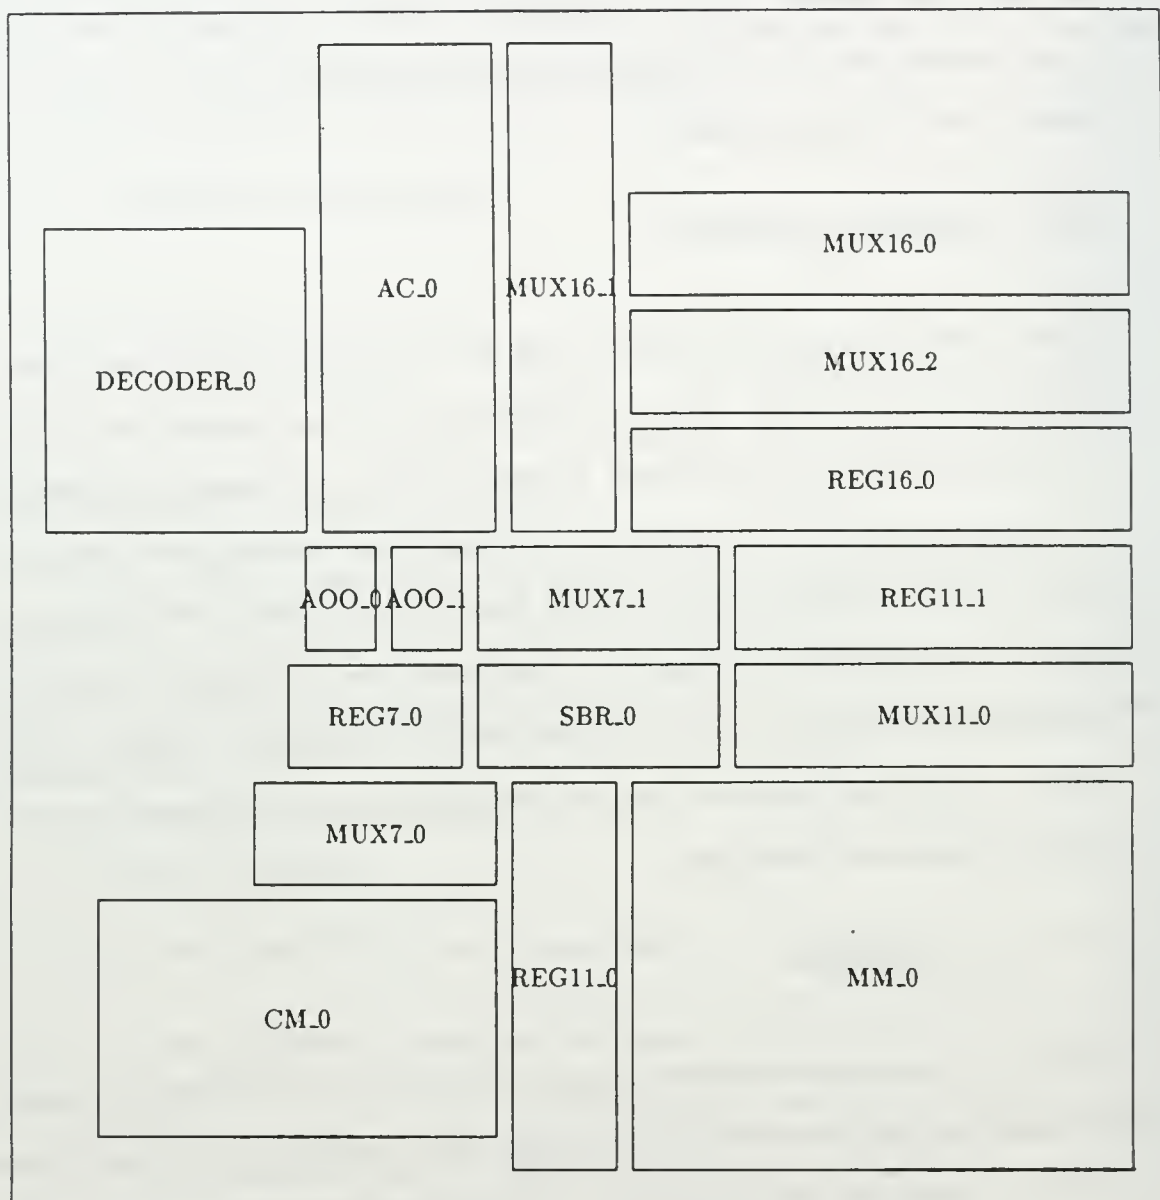 MUX16_0
AC_0
MUX16_1
MUX16_2
DECODER_0
REG16_0
AOO_0
AOO_1
MUX7_1
REG11_1
REG7_0
SBR_0
MUX11_0
MUX7_0
REG11_0
MM_0
CM_0